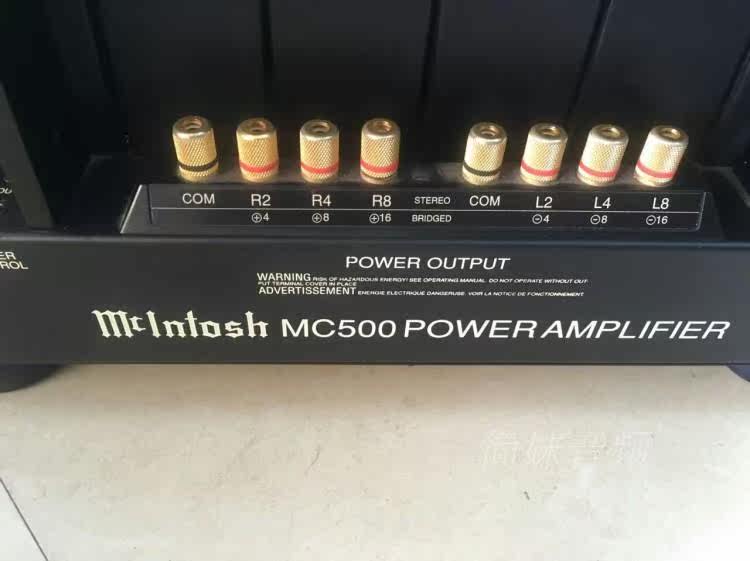 COM R2 R4 R8 STEREO COM L2 L4 L8
⊕4 ⊕8 ⊕16 BRIDGED ⊖4 ⊖8 ⊖16
ROL
POWER OUTPUT
WARNING RISK OF HAZARDOUS ENERGY! SEE OPERATING MANUAL. DO NOT OPERATE WITHOUT OUT-
PUT TERMINAL COVER IN PLACE
ADVERTISSEMENT ENERGIE ELECTRIQUE DANGERUSE. VOIR LA NOTICE DE FONCTIONNEMENT
McIntosh MC500 POWER AMPLIFIER